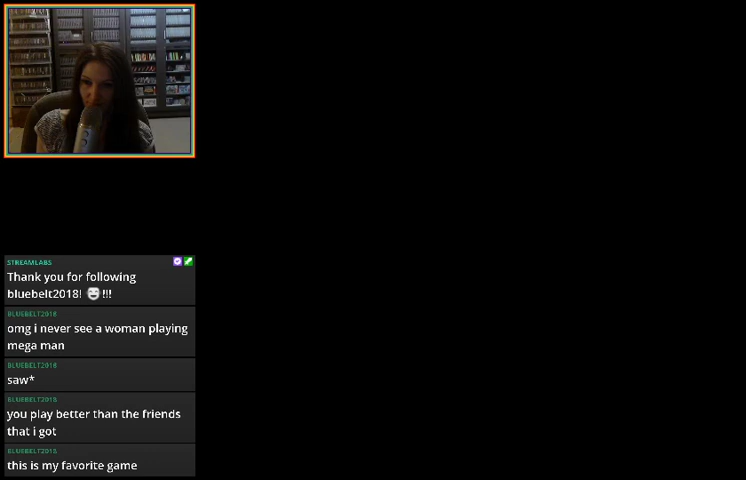 STREAMLABS
Thank you for following
bluebelt2018! !!!
BLUEBELT2018
omg i never see a woman playing
mega man
BLUEBELT2018
saw*
BLUEBELT2018
you play better than the friends
that i got
BLUEBELT2018
this is my favorite game